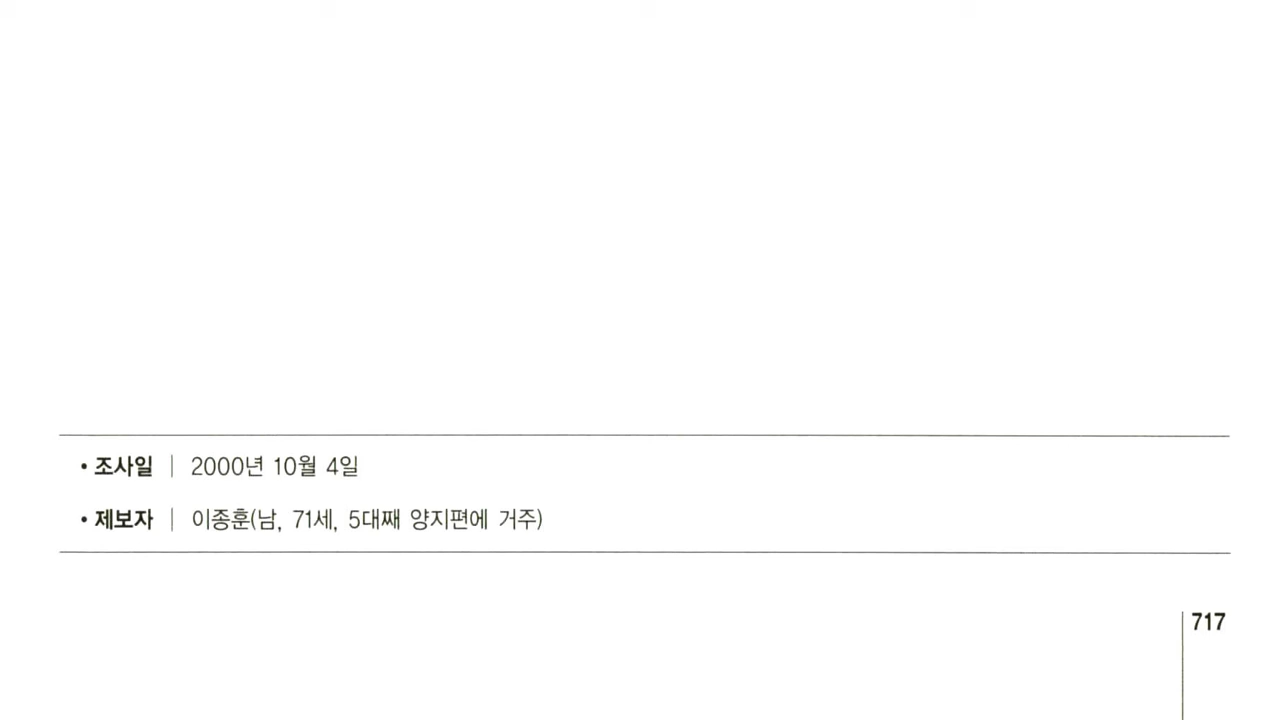 • 조사일 | 2000년 10월 4일
• 제보자 | 이종훈(남, 71세, 5대째 양지편에 거주)
717